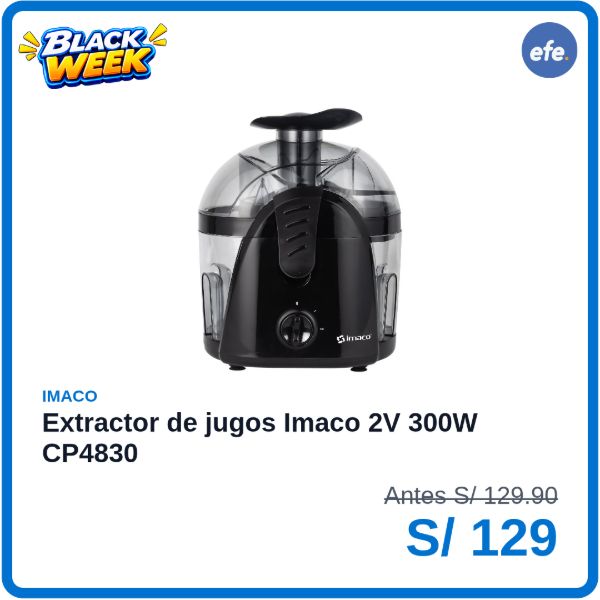 BLACK
WEEK
efe.
imaco
IMACO
Extractor de jugos Imaco 2V 300W
CP4830
Antes S/ 129.90
S/ 129